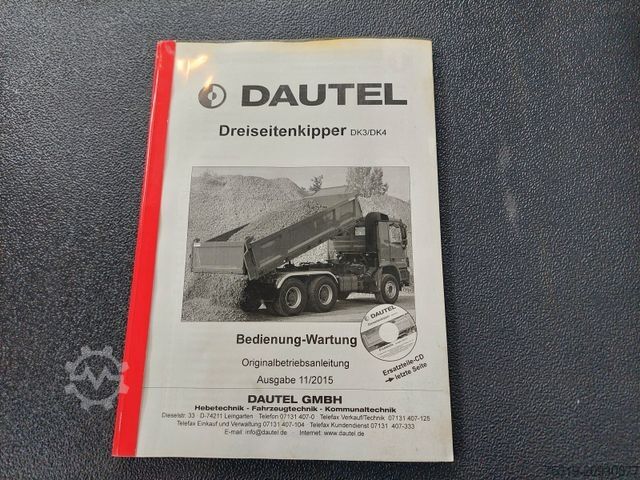 DAUTEL
Dreiseitenkipper DK3/DK4
Bedienung-Wartung
DAUTEL
Originalbetriebsanleitung
Ersatzteile-CD
letzte Seite
Ausgabe 11/2015
DAUTEL GMBH
Hebetechnik - Fahrzeugtechnik - Kommunaltechnik
Dieselstr. 33 D-74211 Leingarten Telefon 07131 407-0 Telefax Verkauf/Technik 07131 407-125
Telefax Einkauf und Verwaltung 07131 407-104 Telefax Kundendienst 07131 407-333
E-mail: info@dautel.de Internet: www.dautel.de